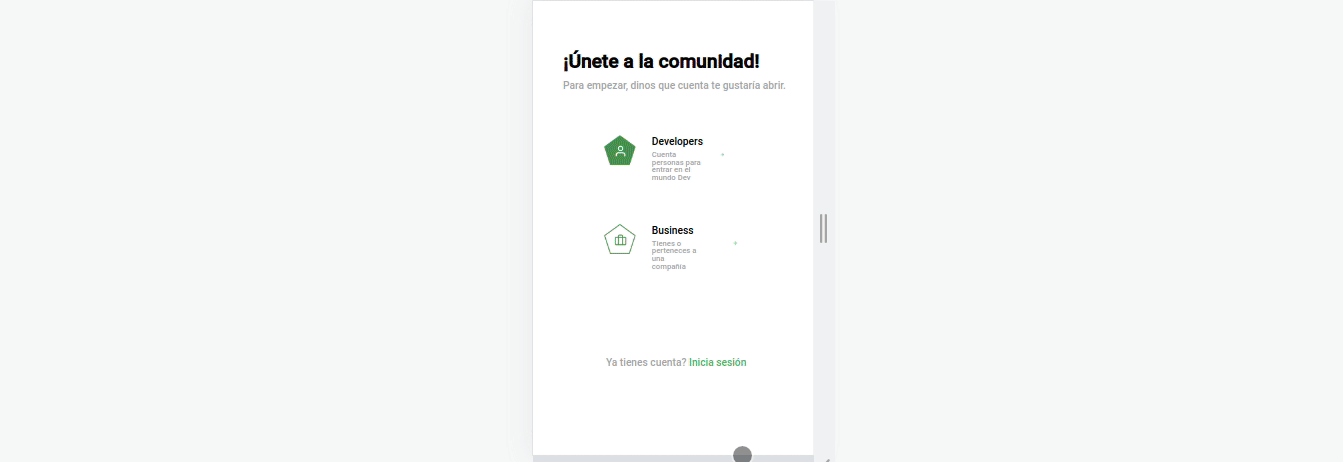 ¡Únete a la comunidad!
Para empezar, dinos que cuenta te gustaría abrir.
Developers
Cuenta
personas para
entrar en el
mundo Dev
Business
Tienes o
perteneces a
una
compañía
Ya tienes cuenta? Inicia sesión